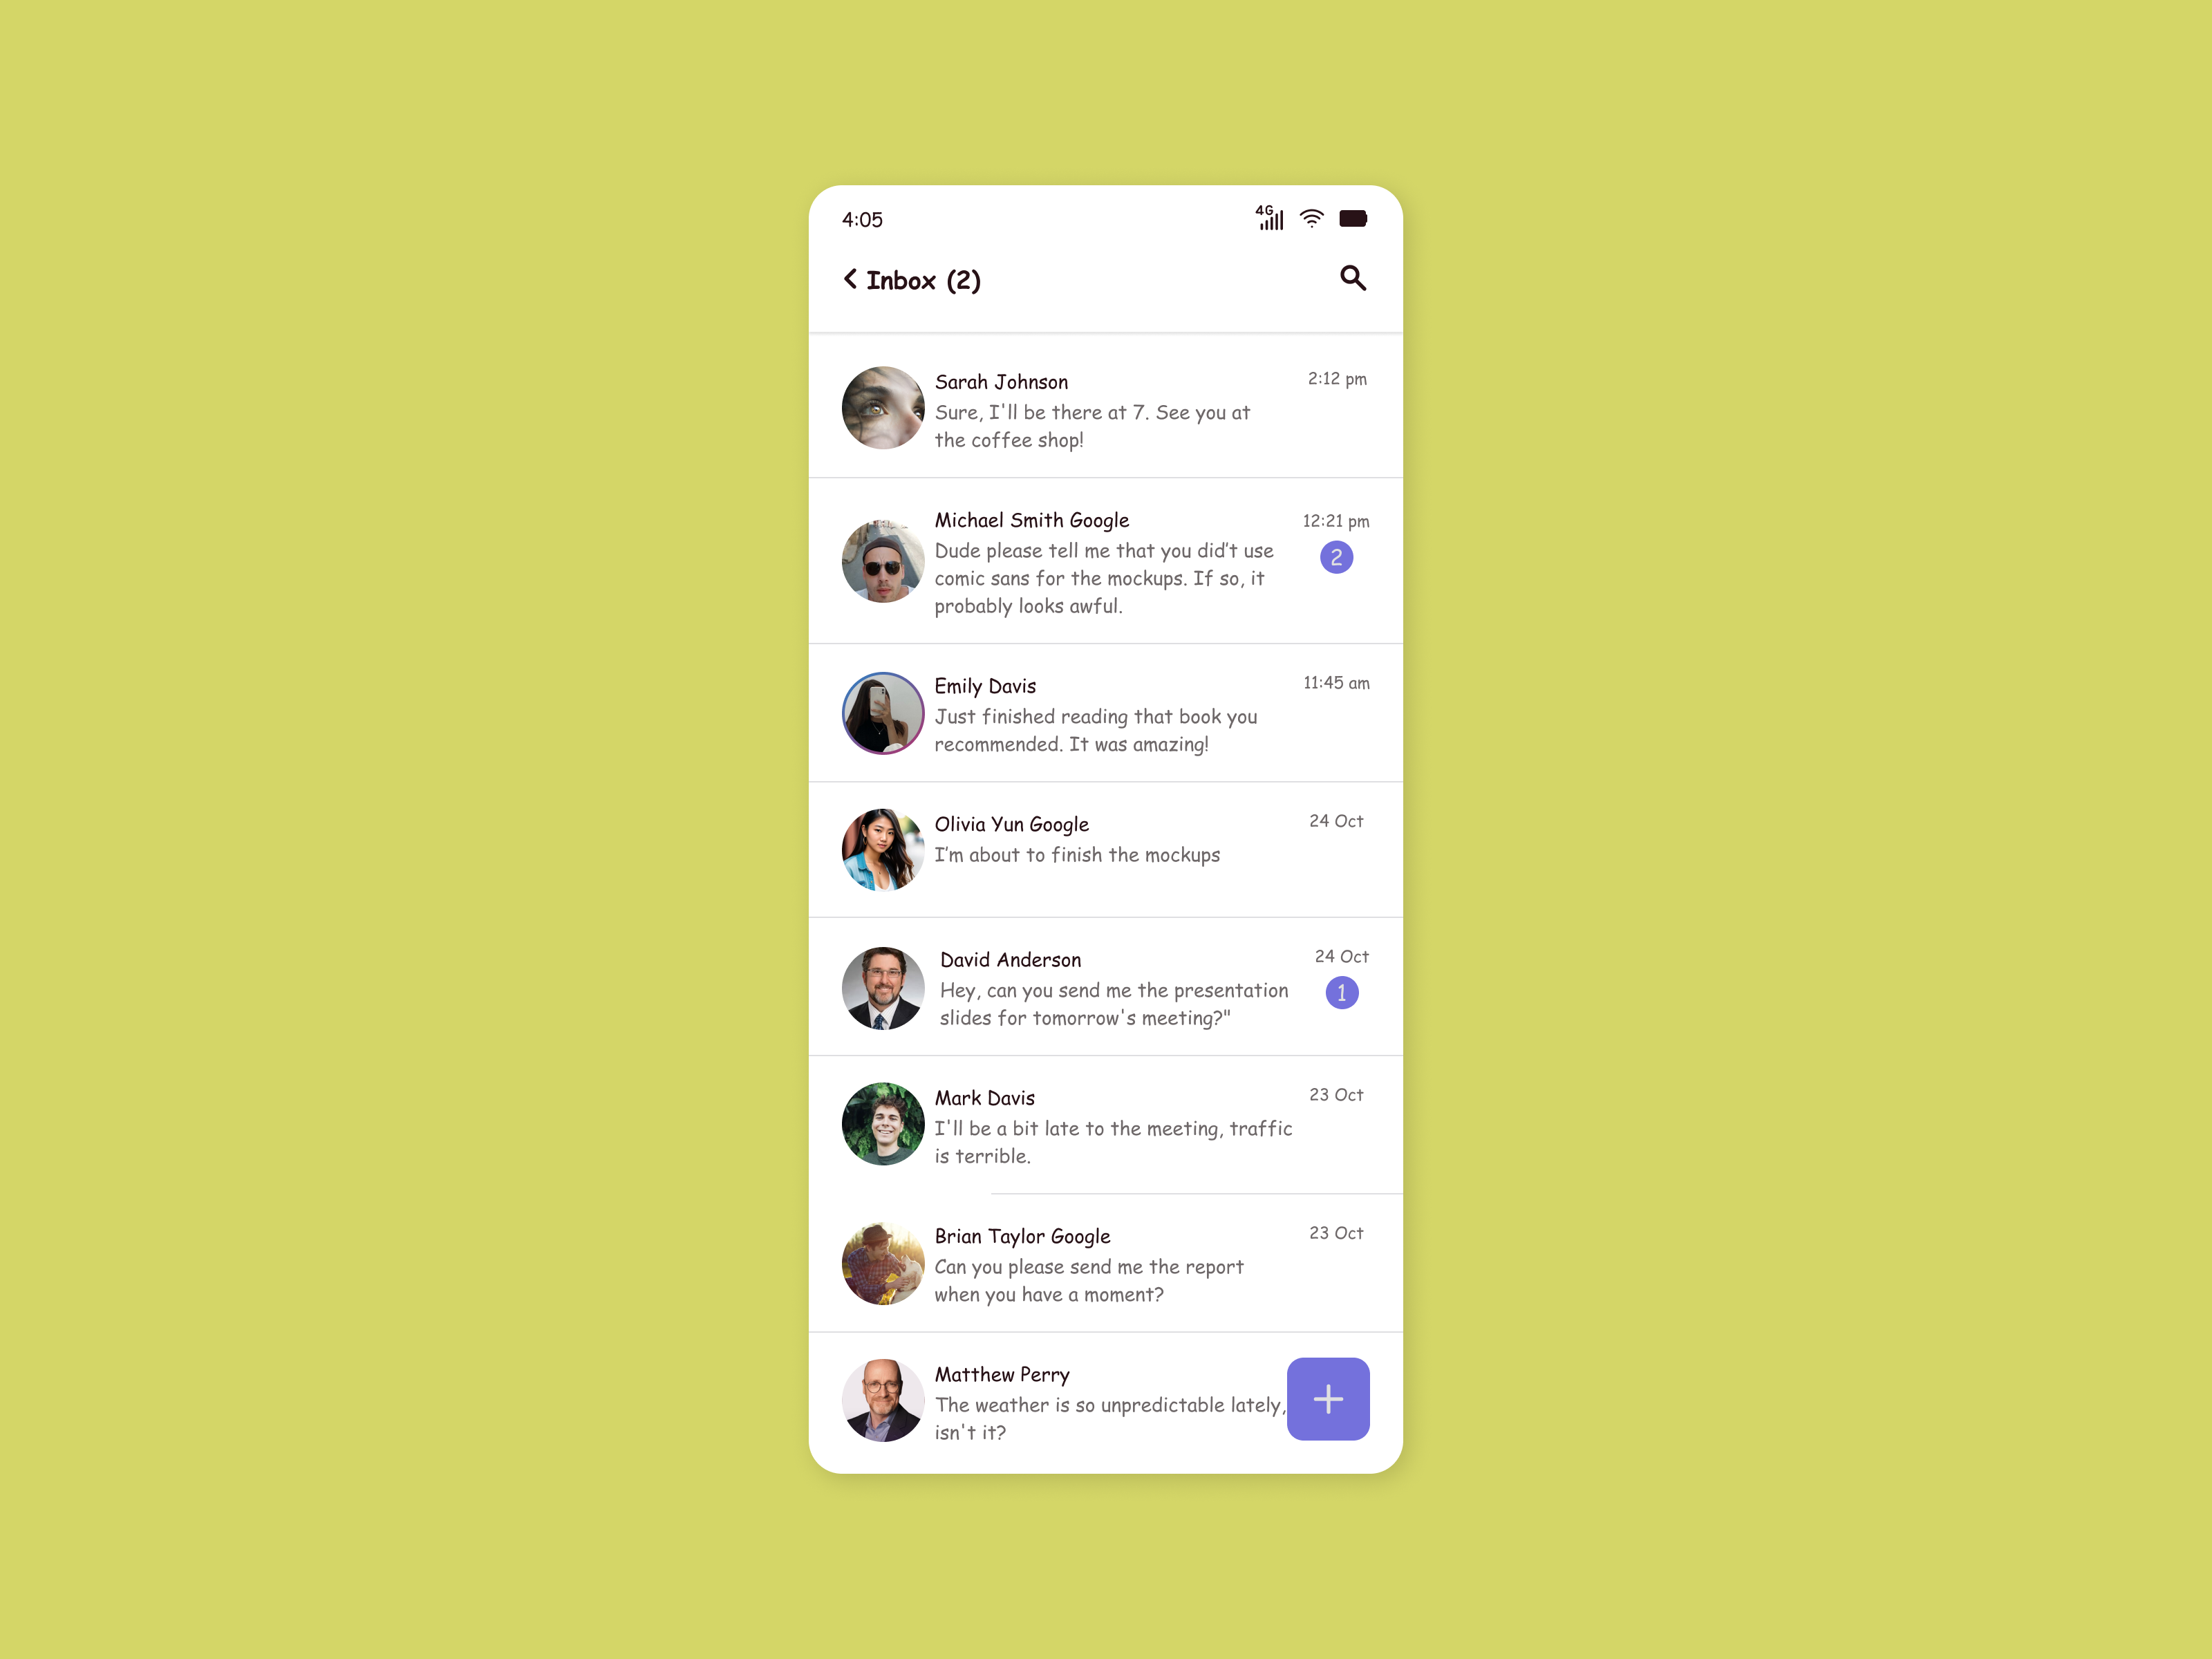 4:05
4G
Inbox (2)
Sarah Johnson
2:12 pm
Sure, I'll be there at 7. See you at
the coffee shop!
Michael Smith Google
12:21 pm
Dude please tell me that you did't use
2
comic sans for the mockups. If so, it
probably looks awful.
Emily Davis
11:45 am
Just finished reading that book you
recommended. It was amazing!
Olivia Yun Google
24 Oct
I'm about to finish the mockups
David Anderson
24 Oct
Hey, can you send me the presentation
1
slides for tomorrow's meeting?"
Mark Davis
23 Oct
I'll be a bit late to the meeting, traffic
is terrible.
Brian Taylor Google
23 Oct
Can you please send me the report
when you have a moment?
Matthew Perry
The weather is so unpredictable lately,
isn't it?